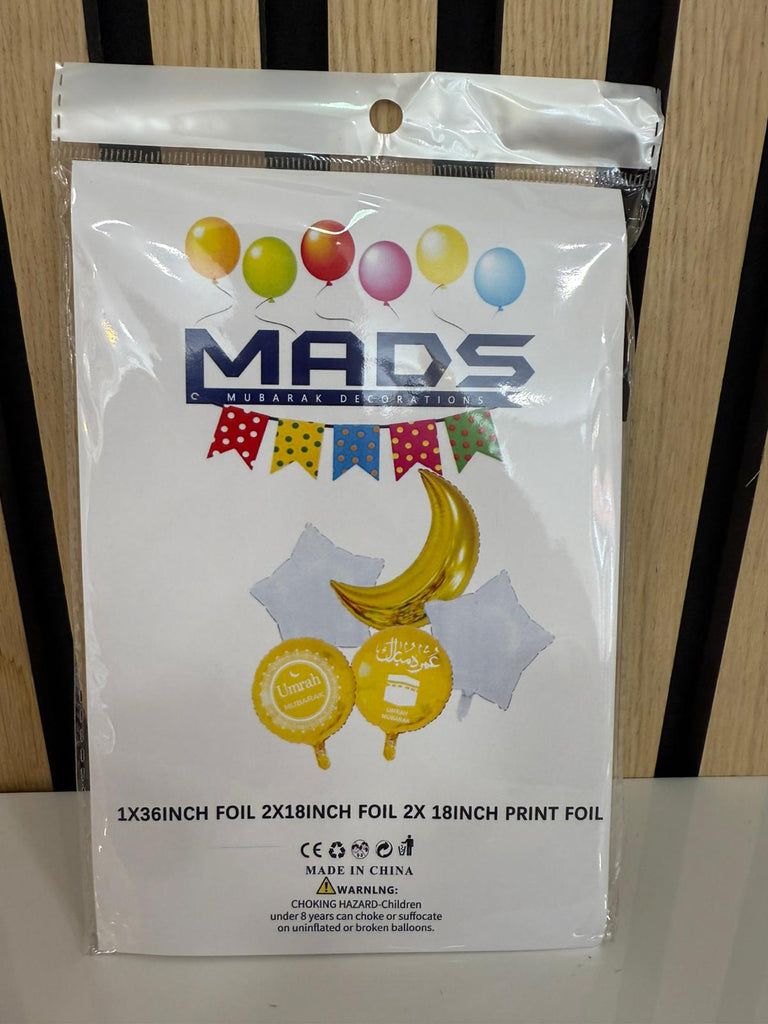 MADS
MUBARAK DECORATIONS
Umrah
MUBARAK
عمرة مبارك
UMRAH
MUBARAK
1X36INCH FOIL 2X18INCH FOIL 2X 18INCH PRINT FOIL
CE
MADE IN CHINA
WARNLNG:
CHOKING HAZARD-Children
under 8 years can choke or suffocate
on uninflated or broken balloons.